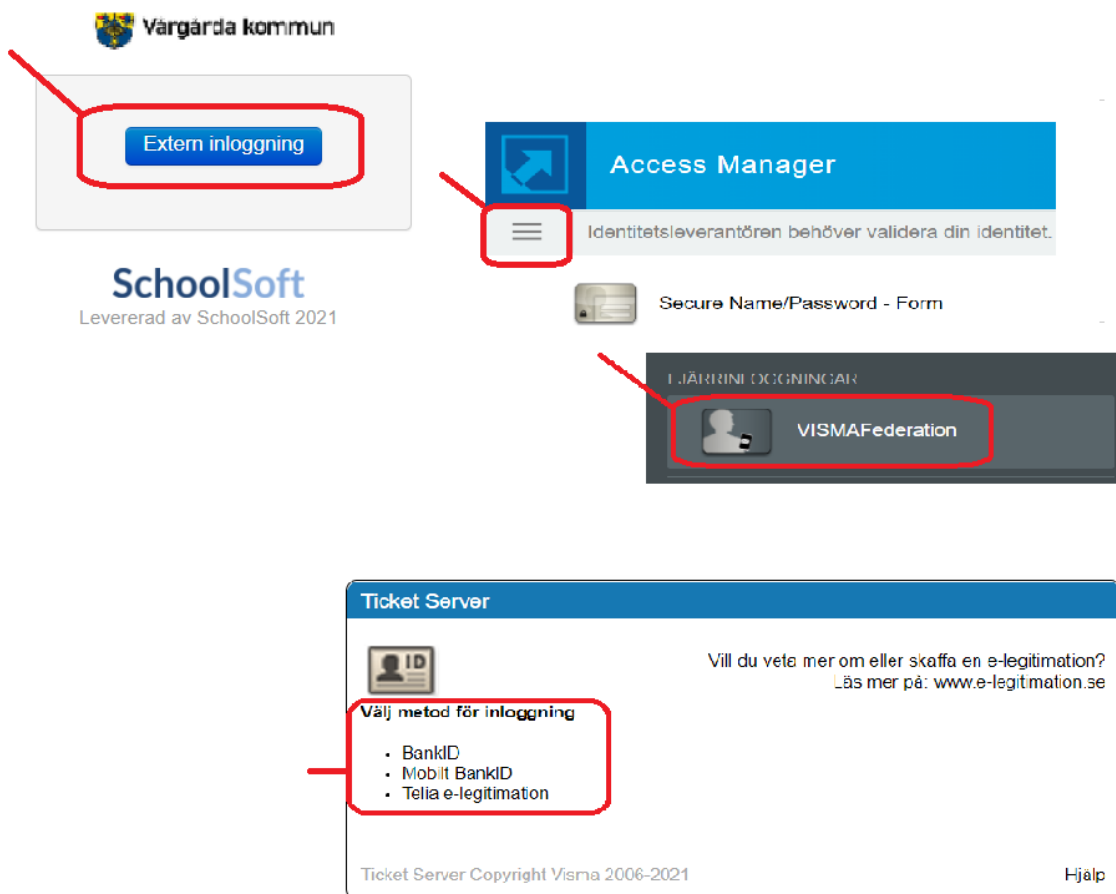 Vårgårda kommun
Extern inloggning
SchoolSoft
Levererad av SchoolSoft 2021
Access Manager
Identitetsleverantören behöver validera din identitet.
Secure Name/Password - Form
FJÄRRINLOGGNINGAR
VISMAFederation
Ticket Server
ID
Vill du veta mer om eller skaffa en e-legitimation?
Läs mer på: www.e-legitimation.se
Välj metod för inloggning
• BankID
• Mobilt BankID
• Telia e-legitimation
Ticket Server Copyright Visma 2006-2021
Hjälp